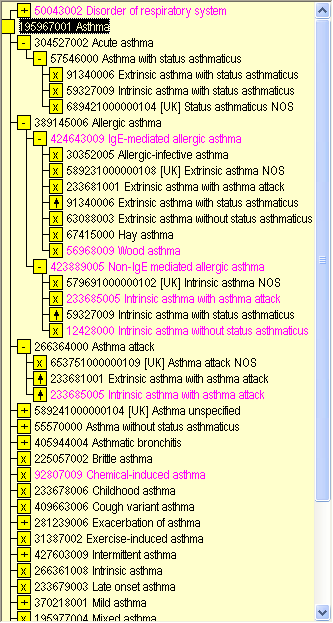 50043002 Disorder of respiratory system
195967001 Asthma
304527002 Acute asthma
57546000 Asthma with status asthmaticus
91340006 Extrinsic asthma with status asthmaticus
59327009 Intrinsic asthma with status asthmaticus
689421000000104 [UK] Status asthmaticus NOS
389145006 Allergic asthma
424643009 IgE-mediated allergic asthma
30352005 Allergic-infective asthma
589231000000108 [UK] Extrinsic asthma NOS
233681001 Extrinsic asthma with asthma attack
91340006 Extrinsic asthma with status asthmaticus
63088003 Extrinsic asthma without status asthmaticus
67415000 Hay asthma
56968009 Wood asthma
423889005 Non-IgE mediated allergic asthma
579691000000102 [UK] Intrinsic asthma NOS
233685005 Intrinsic asthma with asthma attack
59327009 Intrinsic asthma with status asthmaticus
12428000 Intrinsic asthma without status asthmaticus
266364000 Asthma attack
653751000000109 [UK] Asthma attack NOS
233681001 Extrinsic asthma with asthma attack
233685005 Intrinsic asthma with asthma attack
589241000000104 [UK] Asthma unspecified
55570000 Asthma without status asthmaticus
405944004 Asthmatic bronchitis
225057002 Brittle asthma
92807009 Chemical-induced asthma
233678006 Childhood asthma
409663006 Cough variant asthma
281239006 Exacerbation of asthma
31387002 Exercise-induced asthma
427603009 Intermittent asthma
266361008 Intrinsic asthma
233679003 Late onset asthma
370218001 Mild asthma
195977004 Mixed asthma